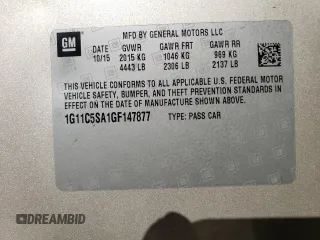 GM
MFD BY GENERAL MOTORS LLC
DATE GVWR GAWR FRT GAWR RR
10/15 2015 KG 1046 KG 969 KG
4443 LB 2306 LB 2137 LB
THIS VEHICLE CONFORMS TO ALL APPLICABLE U.S. FEDERAL MOTOR
VEHICLE SAFETY, BUMPER, AND THEFT PREVENTION STANDARDS IN
EFFECT ON THE DATE OF MANUFACTURE SHOWN ABOVE.
1G11C5SA1GF147877 TYPE: PASS CAR
DREAMBID